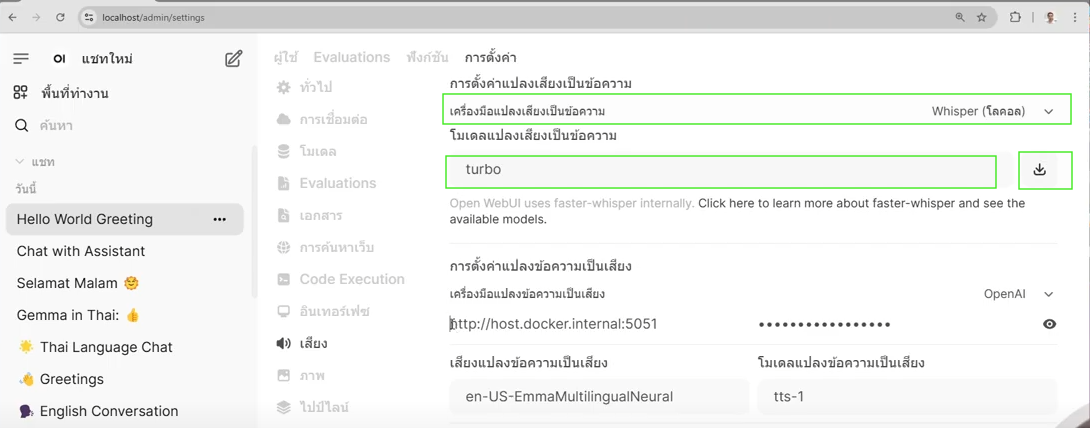 localhost/admin/settings
OI แชทใหม่
พื้นที่ทำงาน
ค้นหา
แชท
วันนี้
Hello World Greeting
Chat with Assistant
Selamat Malam 🤗
Gemma in Thai: 👍
🌟 Thai Language Chat
👋 Greetings
🗣️ English Conversation
ผู้ใช้ Evaluations ฟังก์ชัน การตั้งค่า
ทั่วไป
การเชื่อมต่อ
โมเดล
Evaluations
เอกสาร
การค้นหาเว็บ
Code Execution
อินเทอร์เฟซ
เสียง
ภาพ
ไปป์ไลน์
การตั้งค่าแปลงเสียงเป็นข้อความ
เครื่องมือแปลงเสียงเป็นข้อความ Whisper (โลคอล)
โมเดลแปลงเสียงเป็นข้อความ
turbo
Open WebUI uses faster-whisper internally. Click here to learn more about faster-whisper and see the
available models.
การตั้งค่าแปลงข้อความเป็นเสียง
เครื่องมือแปลงข้อความเป็นเสียง OpenAI
http://host.docker.internal:5051 •••••••••••••••••
เสียงแปลงข้อความเป็นเสียง โมเดลแปลงข้อความเป็นเสียง
en-US-EmmaMultilingualNeural tts-1